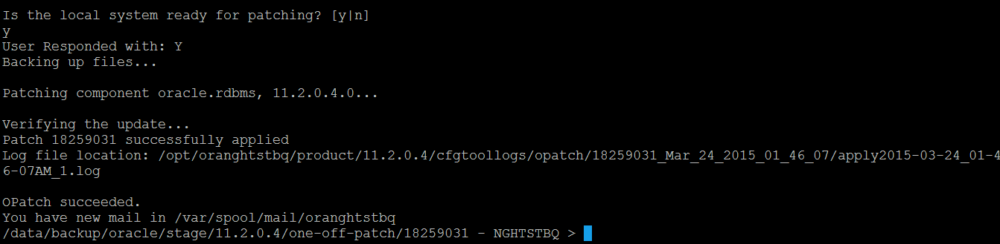 Is the local system ready for patching? [y|n]
y
User Responded with: Y
Backing up files...
Patching component oracle.rdbms, 11.2.0.4.0...
Verifying the update...
Patch 18259031 successfully applied
Log file location: /opt/oranghtstbq/product/11.2.0.4/cfgtoollogs/opatch/18259031_Mar_24_2015_01_46_07/apply2015-03-24_01-4
6-07AM_1.log
OPatch succeeded.
You have new mail in /var/spool/mail/oranghtstbq
/data/backup/oracle/stage/11.2.0.4/one-off-patch/18259031 - NGHTSTBQ >